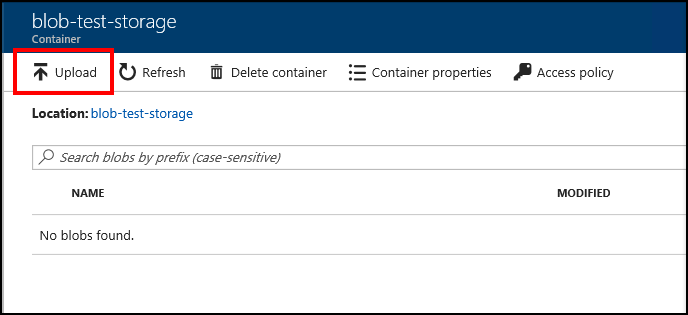 blob-test-storage
Container
Upload Refresh Delete container Container properties Access policy
Location: blob-test-storage
Search blobs by prefix (case-sensitive)
NAME MODIFIED
No blobs found.